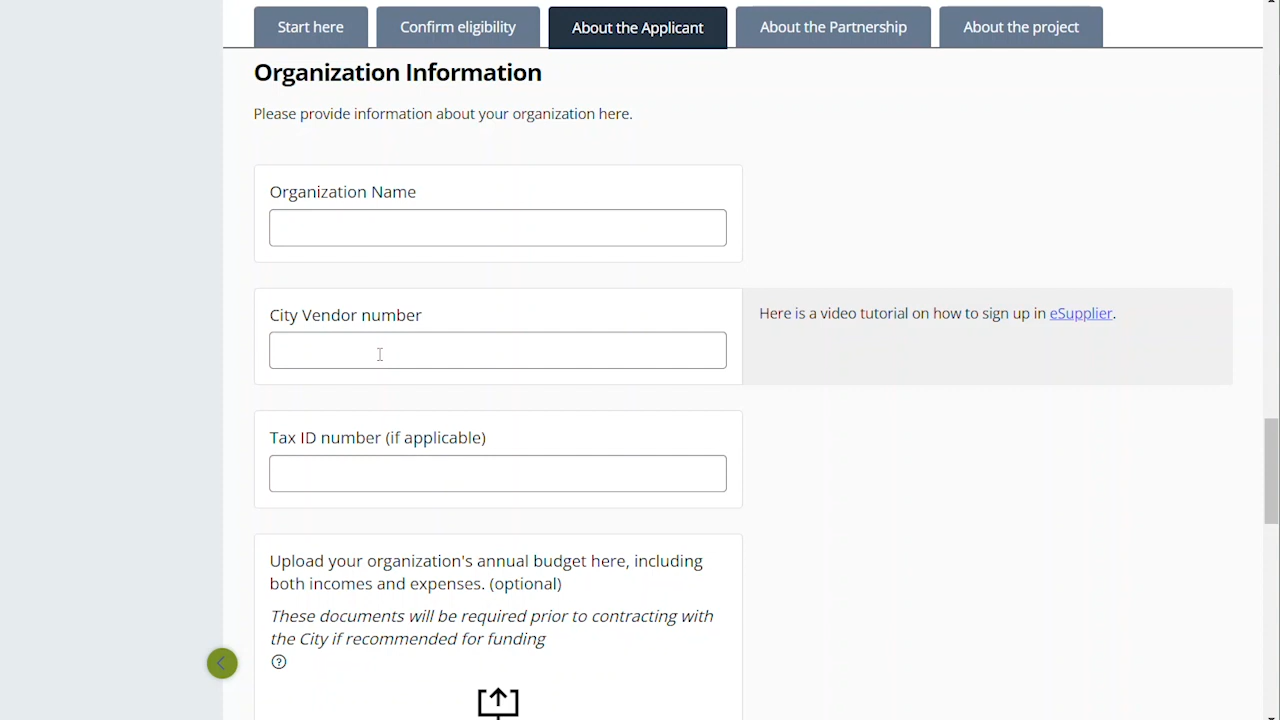 Start here
Confirm eligibility
About the Applicant
About the Partnership
About the project
Organization Information
Please provide information about your organization here.
Organization Name
City Vendor number
Here is a video tutorial on how to sign up in eSupplier.
Tax ID number (if applicable)
Upload your organization's annual budget here, including
both incomes and expenses. (optional)
These documents will be required prior to contracting with
the City if recommended for funding
?